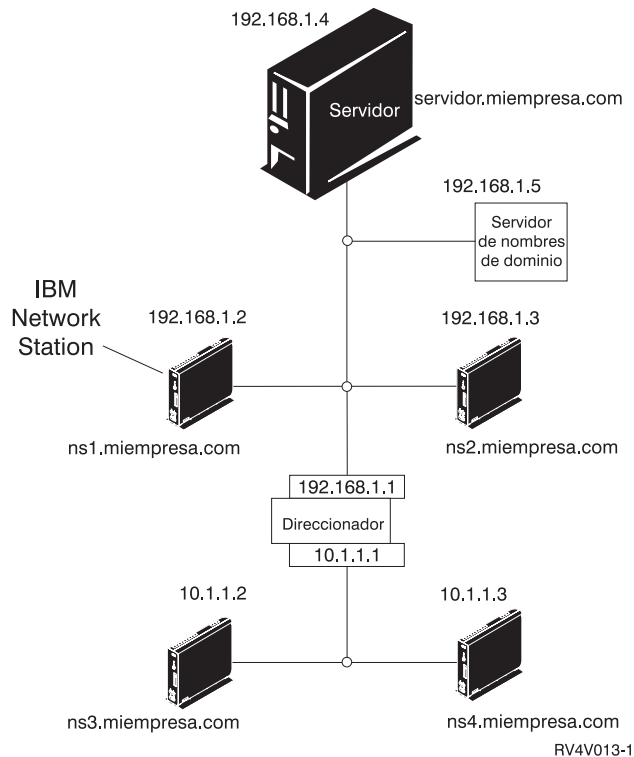 192.168.1.4
Servidor
servidor.miempresa.com
192.168.1.5
Servidor
de nombres
de dominio
IBM
Network
Station
192.168.1.2
192.168.1.3
ns1.miempresa.com
ns2.miempresa.com
192.168.1.1
Direccionador
10.1.1.1
10.1.1.2
10.1.1.3
ns3.miempresa.com
ns4.miempresa.com
RV4V013-1